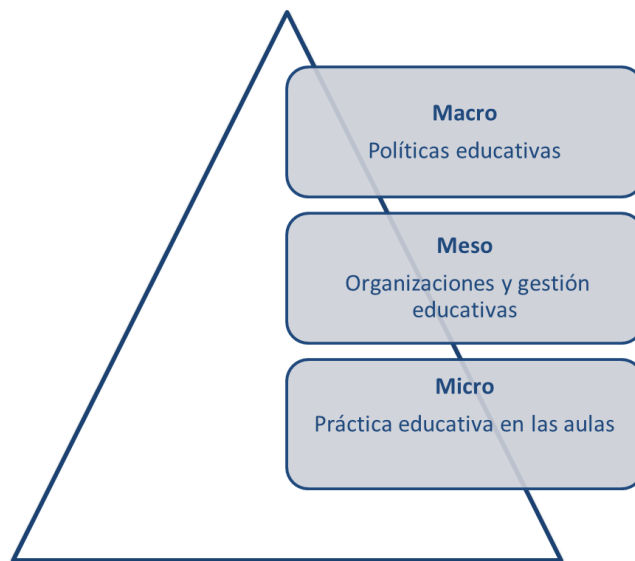 Macro
Políticas educativas
Meso
Organizaciones y gestión
educativas
Micro
Práctica educativa en las aulas